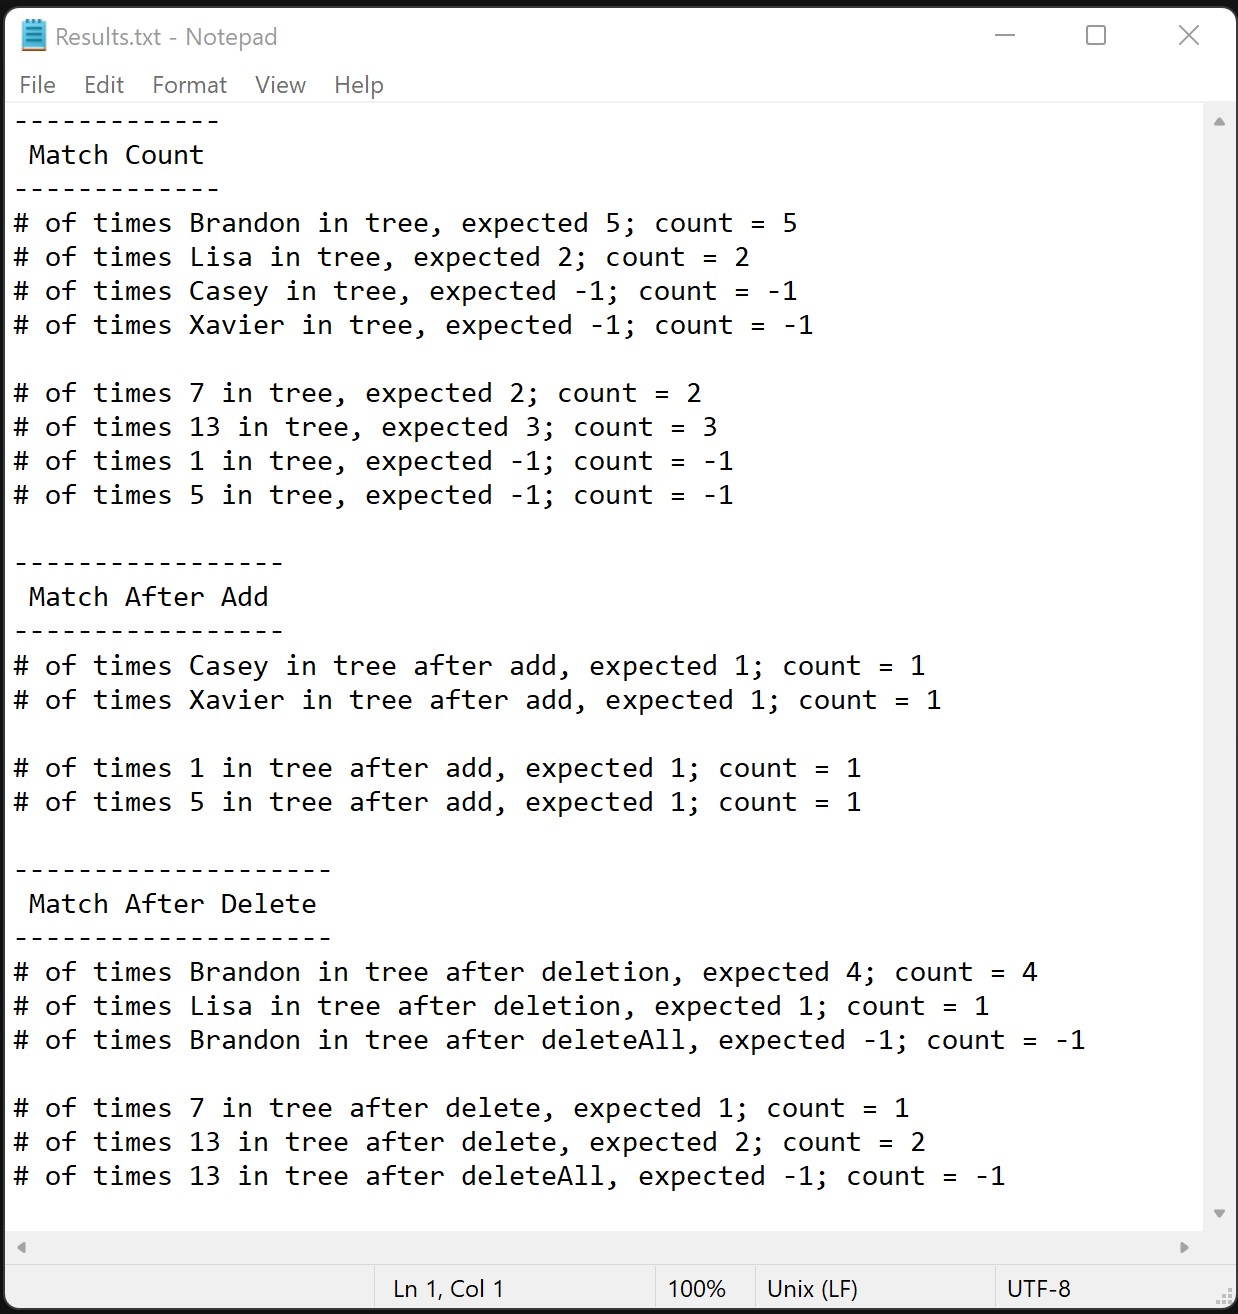 Results.txt - Notepad
File Edit Format View Help
-------------
 Match Count
-------------
# of times Brandon in tree, expected 5; count = 5
# of times Lisa in tree, expected 2; count = 2
# of times Casey in tree, expected -1; count = -1
# of times Xavier in tree, expected -1; count = -1

# of times 7 in tree, expected 2; count = 2
# of times 13 in tree, expected 3; count = 3
# of times 1 in tree, expected -1; count = -1
# of times 5 in tree, expected -1; count = -1

-----------------
 Match After Add
-----------------
# of times Casey in tree after add, expected 1; count = 1
# of times Xavier in tree after add, expected 1; count = 1

# of times 1 in tree after add, expected 1; count = 1
# of times 5 in tree after add, expected 1; count = 1

--------------------
 Match After Delete
--------------------
# of times Brandon in tree after deletion, expected 4; count = 4
# of times Lisa in tree after deletion, expected 1; count = 1
# of times Brandon in tree after deleteAll, expected -1; count = -1

# of times 7 in tree after delete, expected 1; count = 1
# of times 13 in tree after delete, expected 2; count = 2
# of times 13 in tree after deleteAll, expected -1; count = -1
Ln 1, Col 1 100% Unix (LF) UTF-8